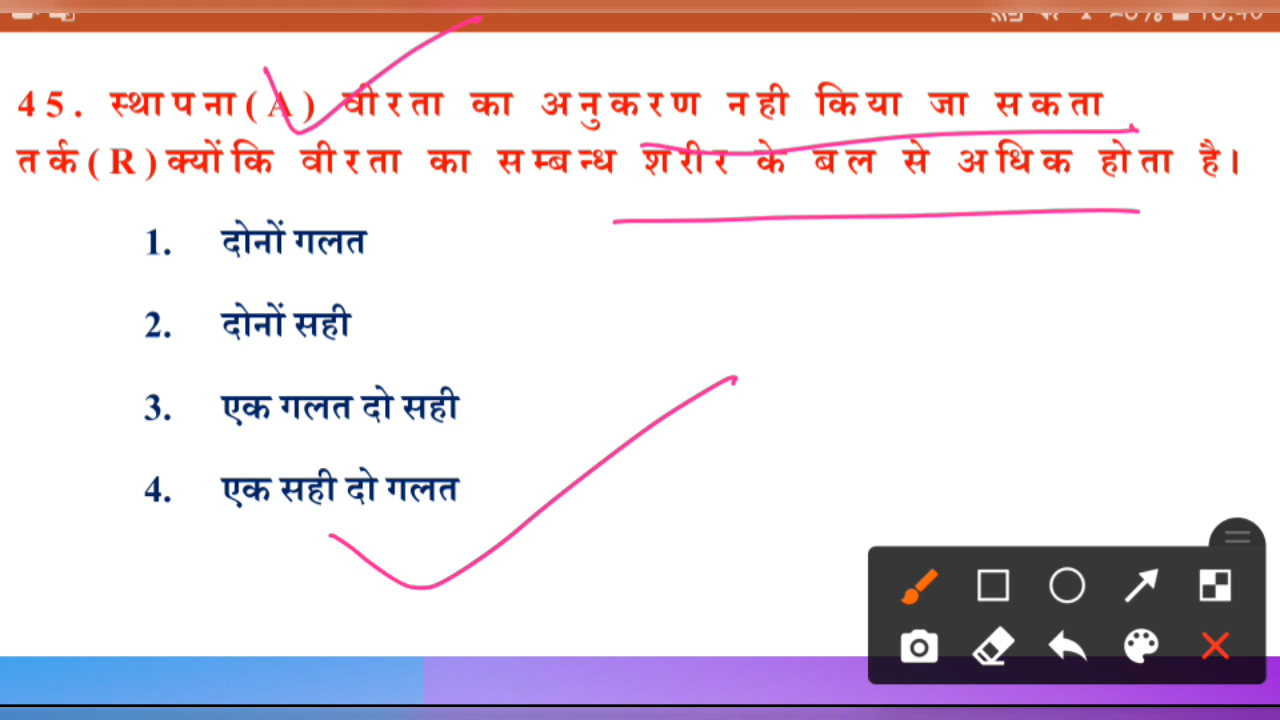 45. स्थापना(A) वीरता का अनुकरण नही किया जा सकता
तर्क(R)क्योंकि वीरता का सम्बन्ध शरीर के बल से अधिक होता है।
1. दोनों गलत
2. दोनों सही
3. एक गलत दो सही
4. एक सही दो गलत